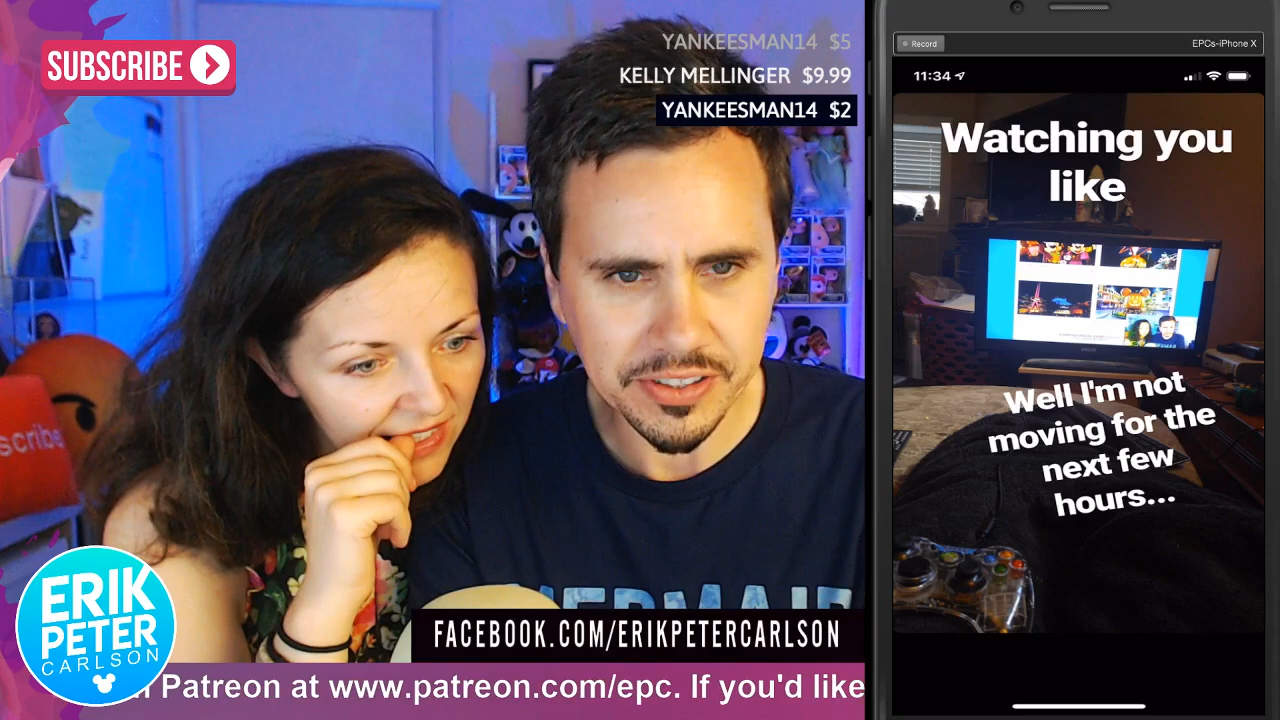 SUBSCRIBE
YANKEESMAN14 $5
KELLY MELLINGER $9.99
YANKEESMAN14 $2
scribe
ERIK
PETER
CARLSON
FACEBOOK.COM/ERIKPETERCARLSON
Patreon at www.patreon.com/epc. If you'd like
Record
EPCs-iPhone X
11:34
Watching you
like
Well I'm not
moving for the
next few
hours...